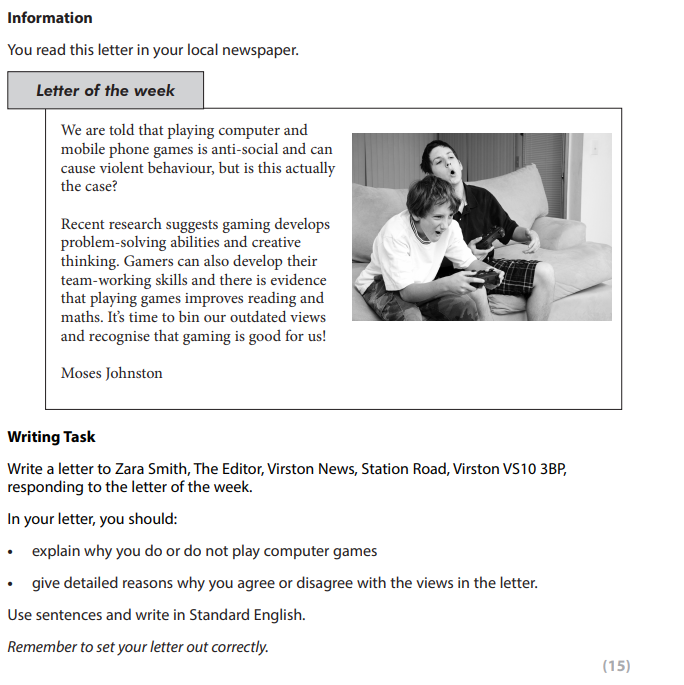 Information
You read this letter in your local newspaper.
Letter of the week
We are told that playing computer and
mobile phone games is anti-social and can
cause violent behaviour, but is this actually
the case?
Recent research suggests gaming develops
problem-solving abilities and creative
thinking. Gamers can also develop their
team-working skills and there is evidence
that playing games improves reading and
maths. It's time to bin our outdated views
and recognise that gaming is good for us!
Moses Johnston
Writing Task
Write a letter to Zara Smith, The Editor, Virston News, Station Road, Virston VS10 3BP,
responding to the letter of the week.
In your letter, you should:
• explain why you do or do not play computer games
• give detailed reasons why you agree or disagree with the views in the letter.
Use sentences and write in Standard English.
Remember to set your letter out correctly.
(15)